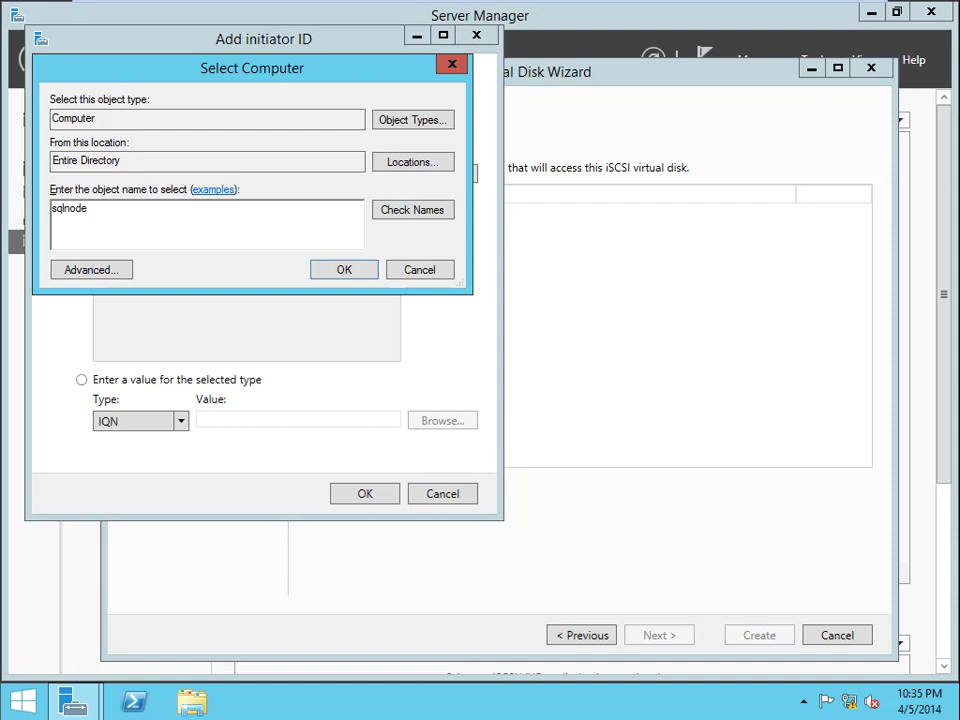 Server Manager
Add initiator ID
Select Computer
al Disk Wizard
Help
Select this object type:
Computer
Object Types...
From this location:
Entire Directory
Locations...
that will access this iSCSI virtual disk.
Enter the object name to select (examples):
sqlnode
Check Names
Advanced...
OK
Cancel
Enter a value for the selected type
Type:
Value:
IQN
Browse...
OK
Cancel
< Previous
Next >
Create
Cancel
10:35 PM
4/5/2014